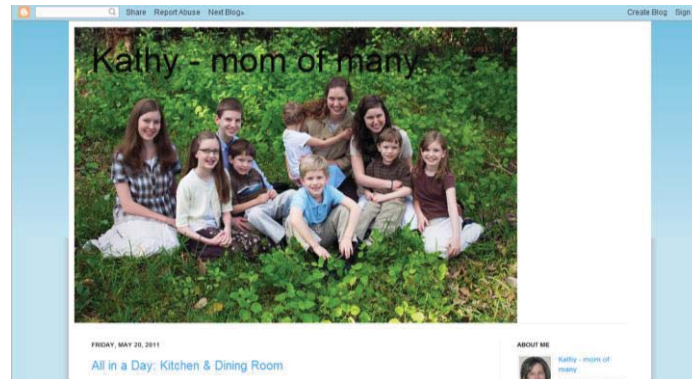 Share Report Abuse Next Blog» Create Blog Sign
Kathy - mom of many
FRIDAY, MAY 20, 2011
All in a Day: Kitchen & Dining Room
ABOUT ME
Kathy - mom of
many